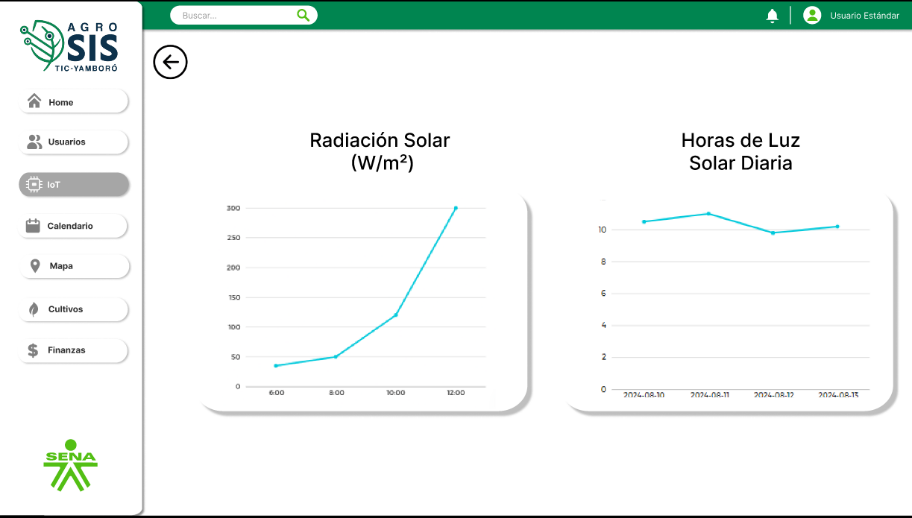 AGRO
SIS
TIC-YAMBORÓ
Buscar...
Usuario Estándar
Home
Usuarios
IoT
Calendario
Mapa
Cultivos
Finanzas
SENA
Radiación Solar
(W/m²)
300
250
200
150
100
50
0
6:00 8:00 10:00 12:00
Horas de Luz
Solar Diaria
10
8
6
4
2
0
2024-08-10 2024-08-11 2024-08-12 2024-08-13